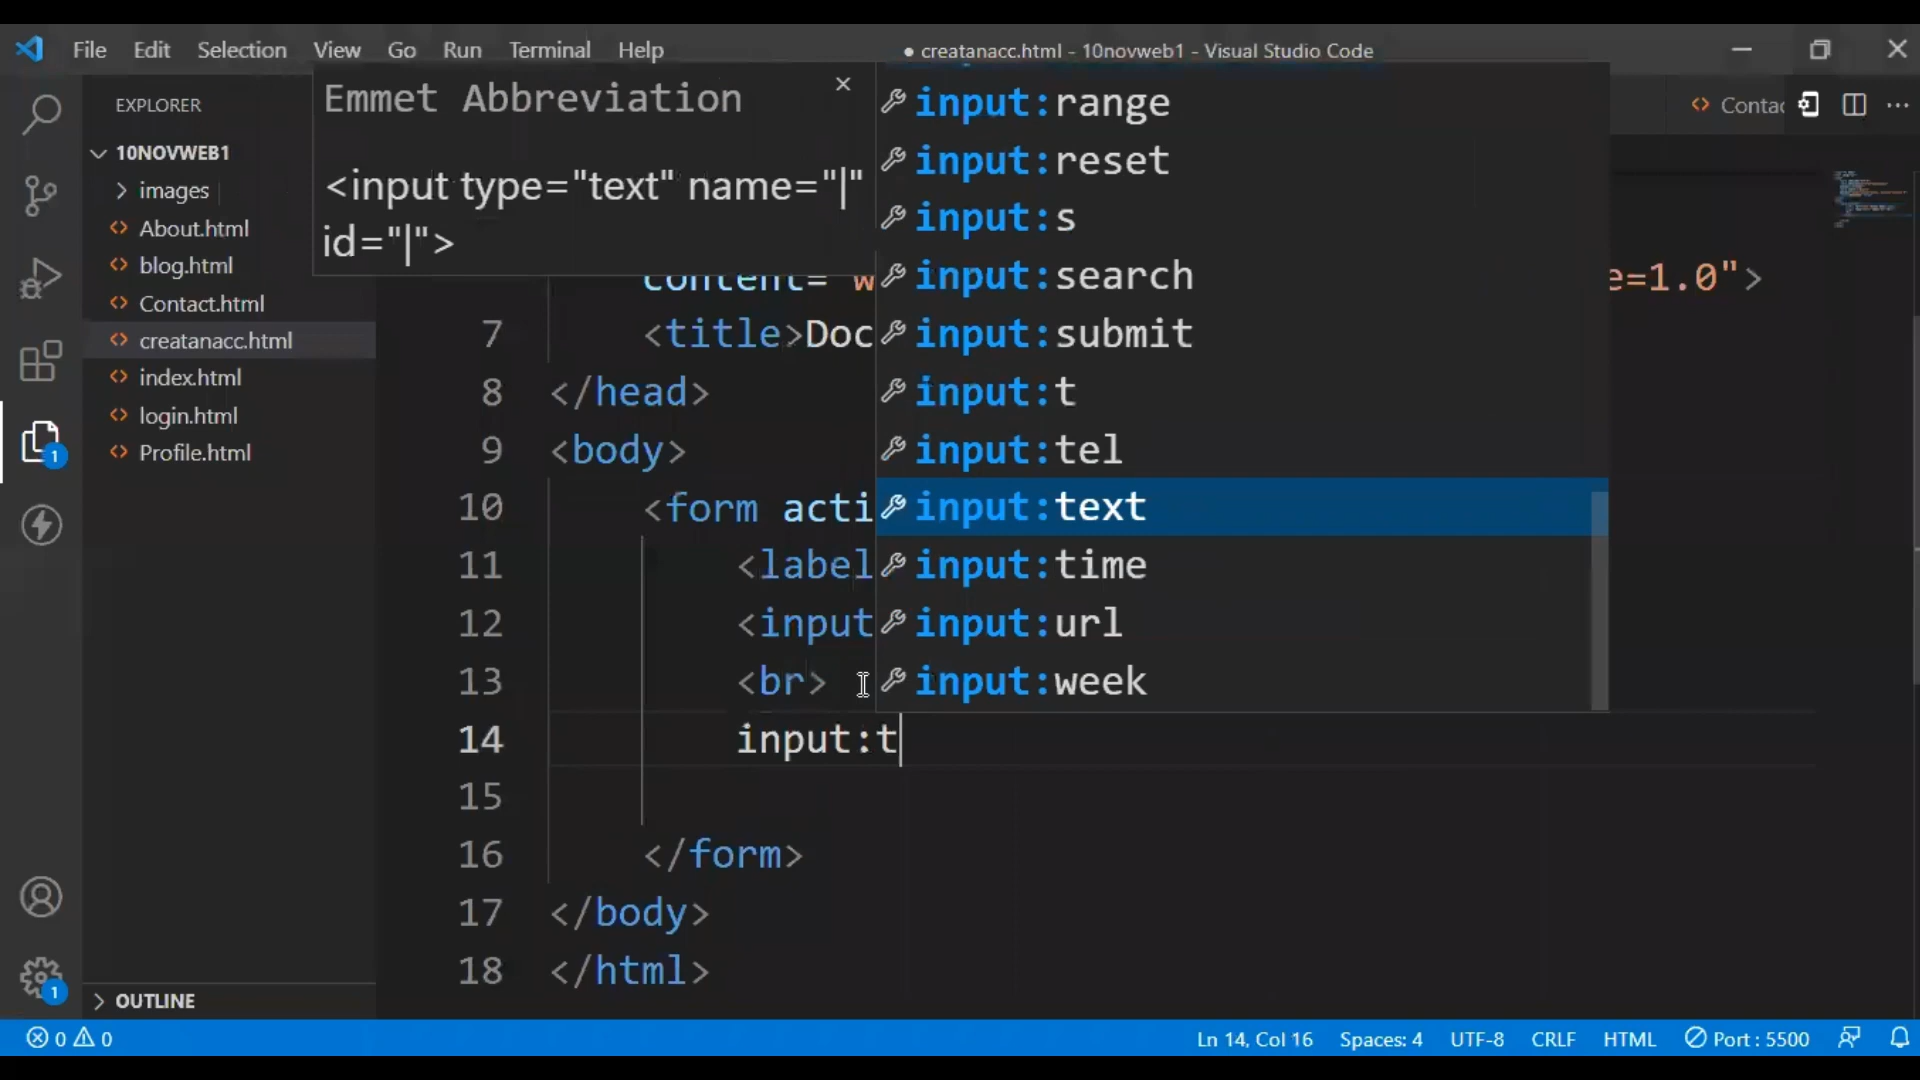 File Edit Selection View Go Run Terminal Help
● creatanacc.html - 10novweb1 - Visual Studio Code
EXPLORER
10NOVWEB1
images
About.html
blog.html
Contact.html
creatanacc.html
index.html
login.html
Profile.html
OUTLINE
Emmet Abbreviation
<input type="text" name="|"
id="|">
input:range
input:reset
input:s
input:search
input:submit
input:t
input:tel
input:text
input:time
input:url
input:week
<> Contac
content="w e=1.0">
7 <title>Doc
8 </head>
9 <body>
10 <form acti
11 <label
12 <input
13 <br>
14 input:t
15
16 </form>
17 </body>
18 </html>
1
1
0 0
Ln 14, Col 16 Spaces: 4 UTF-8 CRLF HTML Port : 5500